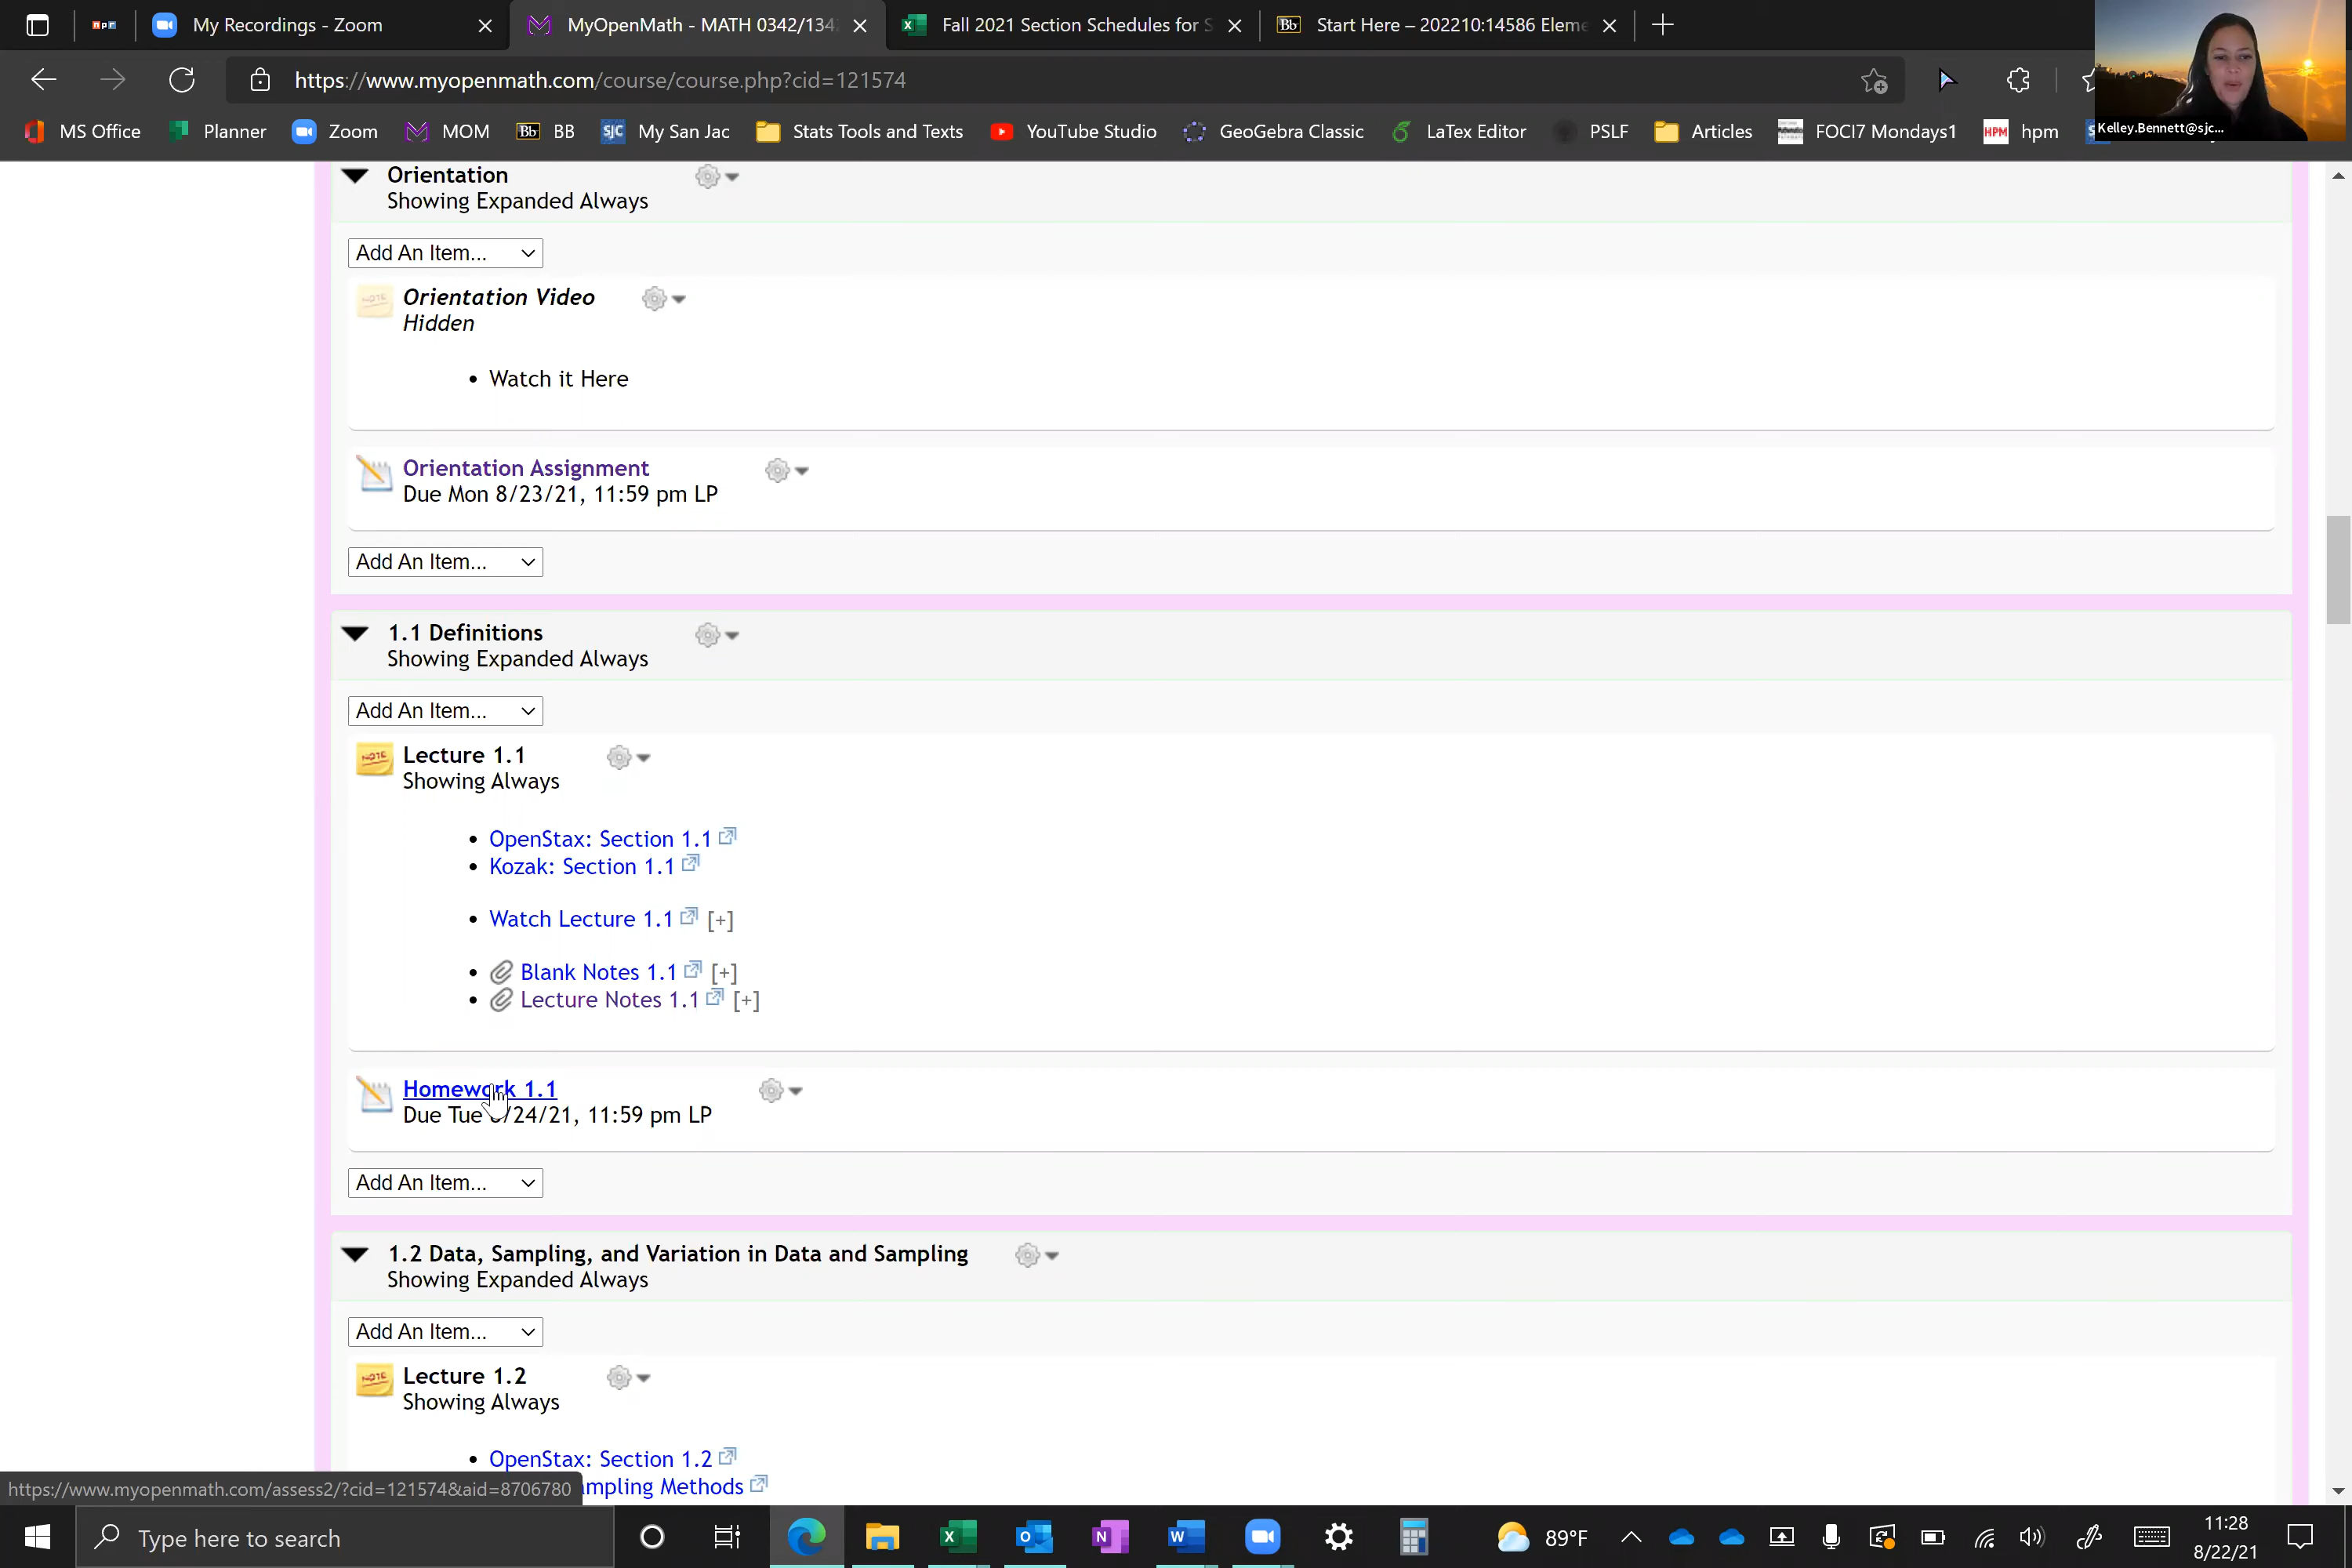 npr
My Recordings - Zoom
MyOpenMath - MATH 0342/134
Fall 2021 Section Schedules for S
Bb Start Here – 202210:14586 Eleme
https://www.myopenmath.com/course/course.php?cid=121574
Kelley.Bennett@sjc...
MS Office
Planner
Zoom
MOM
Bb BB
SJC My San Jac
Stats Tools and Texts
YouTube Studio
GeoGebra Classic
LaTex Editor
PSLF
Articles
FOCI7 Mondays1
HPM hpm
Orientation
Showing Expanded Always
Add An Item...
NOTE Orientation Video
Hidden
• Watch it Here
Orientation Assignment
Due Mon 8/23/21, 11:59 pm LP
Add An Item...
1.1 Definitions
Showing Expanded Always
Add An Item...
NOTE Lecture 1.1
Showing Always
• OpenStax: Section 1.1
• Kozak: Section 1.1
• Watch Lecture 1.1 [+]
• Blank Notes 1.1 [+]
• Lecture Notes 1.1 [+]
Homework 1.1
Due Tue /24/21, 11:59 pm LP
Add An Item...
1.2 Data, Sampling, and Variation in Data and Sampling
Showing Expanded Always
Add An Item...
NOTE Lecture 1.2
Showing Always
• OpenStax: Section 1.2
mpling Methods
https://www.myopenmath.com/assess2/?cid=121574&aid=8706780
Type here to search
89°F
11:28
8/22/21